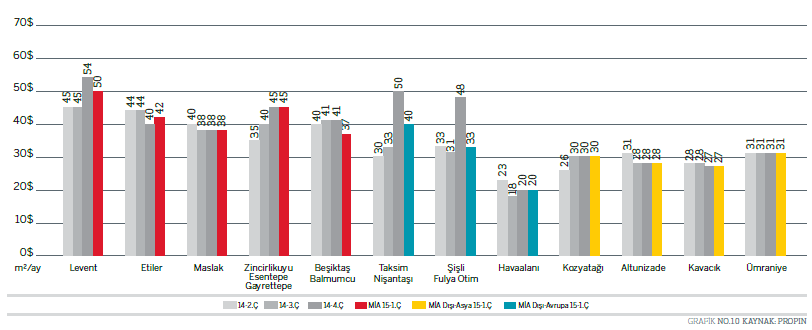 70$
60$
50$
40$
30$
20$
10$
0$
m²/ay
45 45 54 50
44 44 40 42
40 38 38 38
35 40 45 45
40 41 41 37
30 33 50 40
33 31 48 33
23 18 20 20
26 30 30 30
31 28 28 28
28 28 27 27
31 31 31 31
Levent
Etiler
Maslak
Zincirlikuyu
Esentepe
Gayrettepe
Beşiktaş
Balmumcu
Taksim
Nişantaşı
Şişli
Fulya Otim
Havaalanı
Kozyatağı
Altunizade
Kavacık
Ümraniye
14-2.Ç 14-3.Ç 14-4.Ç MİA 15-1.Ç MİA Dışı-Asya 15-1.Ç MİA Dışı-Avrupa 15-1.Ç
GRAFİK NO.10 KAYNAK: PROPIN